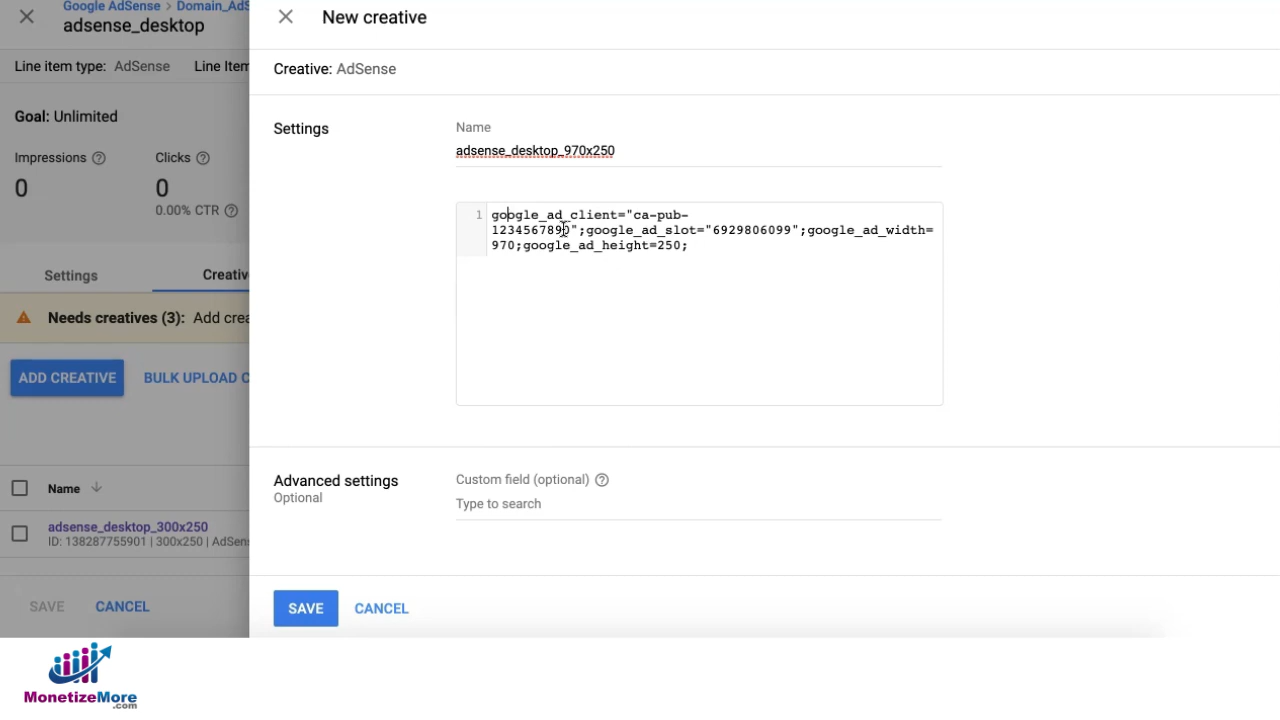 Google AdSense > Domain_AdS
adsense_desktop
Line item type: AdSense Line Item
Goal: Unlimited
Impressions ?
Clicks ?
0
0
0.00% CTR ?
Settings
Creativ
Needs creatives (3): Add crea
ADD CREATIVE
BULK UPLOAD C
Name
adsense_desktop_300x250
ID: 138287755901 | 300x250 | AdSens
SAVE
CANCEL
New creative
Creative: AdSense
Settings
Name
adsense_desktop_970x250
1 google_ad_client="ca-pub-
1234567890";google_ad_slot="6929806099";google_ad_width=
970;google_ad_height=250;
Advanced settings
Optional
Custom field (optional) ?
Type to search
SAVE
CANCEL
MonetizeMore
.com